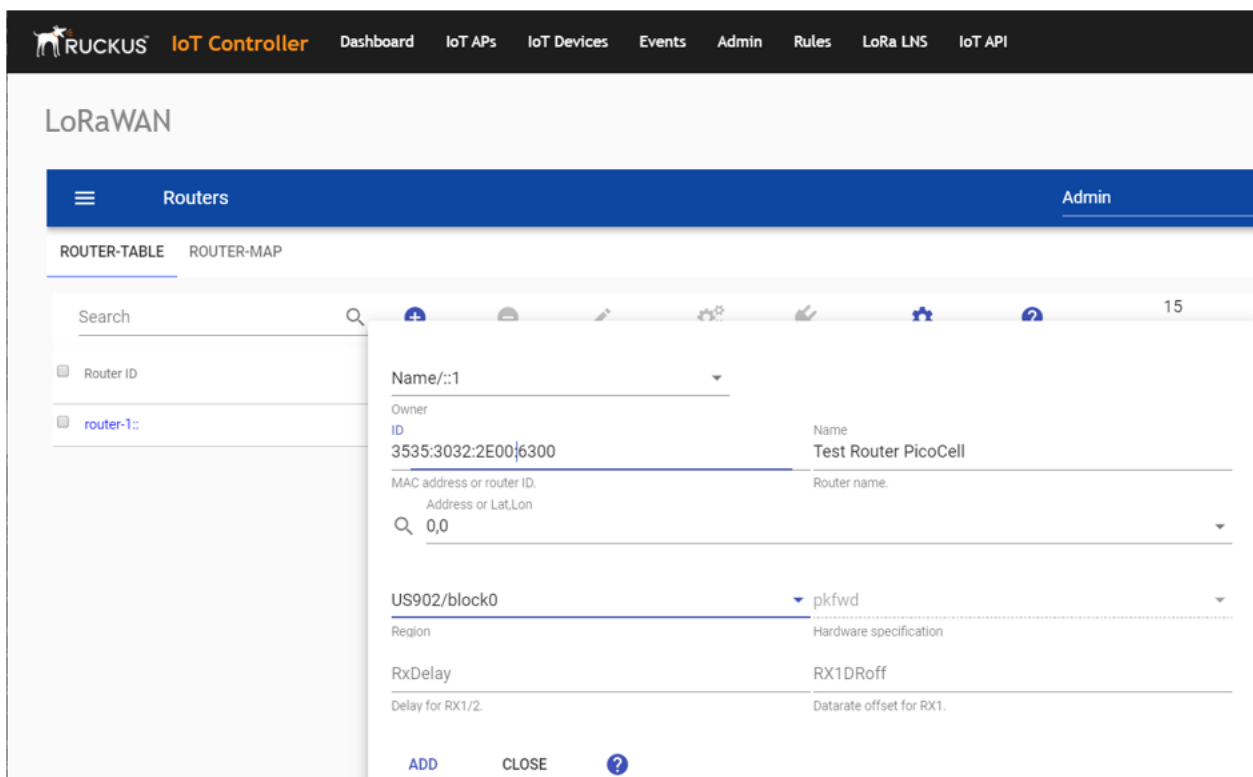 RUCKUS IoT Controller Dashboard IoT APs IoT Devices Events Admin Rules LoRa LNS IoT API
LoRaWAN
Routers Admin
ROUTER-TABLE ROUTER-MAP
Search 15
Router ID
router-1::
Name/::1
Owner
ID Name
3535:3032:2E00:6300 Test Router PicoCell
MAC address or router ID. Router name.
Address or Lat,Lon
0,0
US902/block0 pkfwd
Region Hardware specification
RxDelay RX1DRoff
Delay for RX1/2. Datarate offset for RX1.
ADD CLOSE